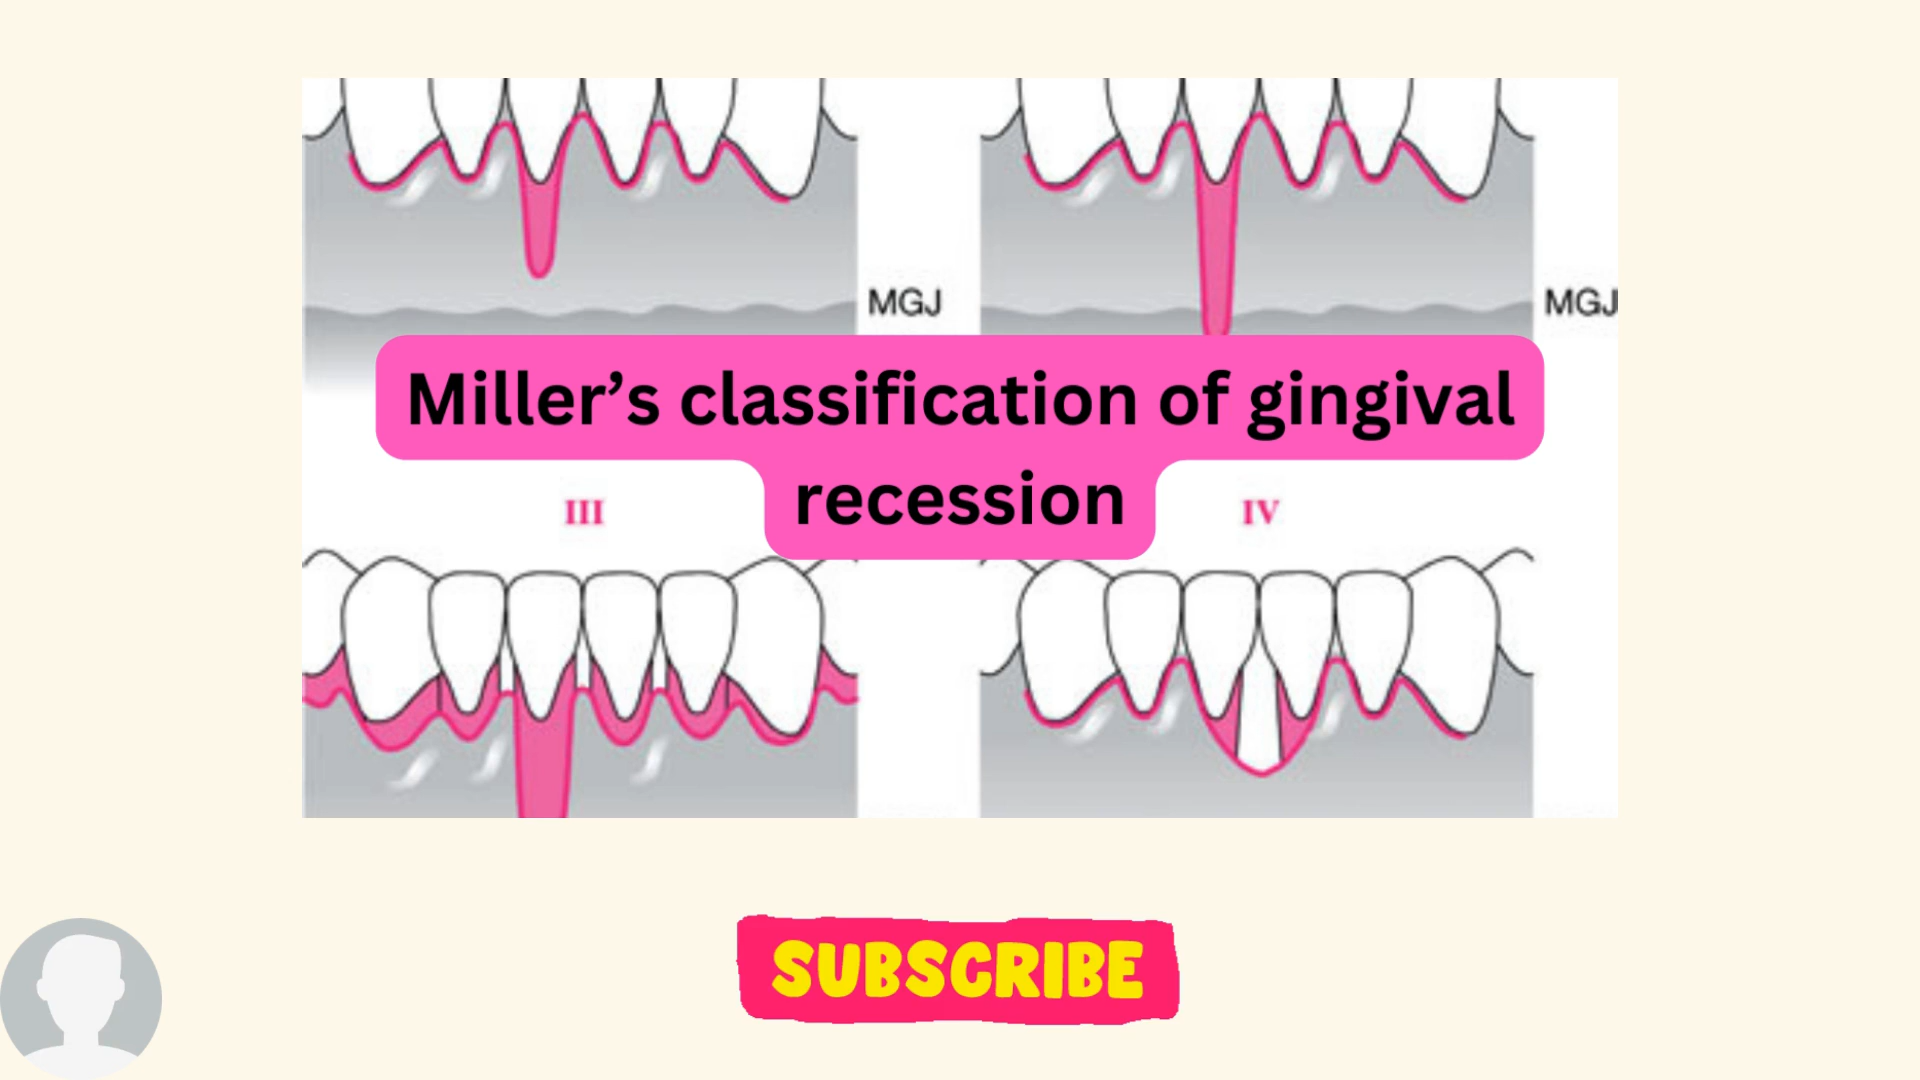 MGJ
MGJ
Miller’s classification of gingival
recession
III
IV
SUBSCRIBE